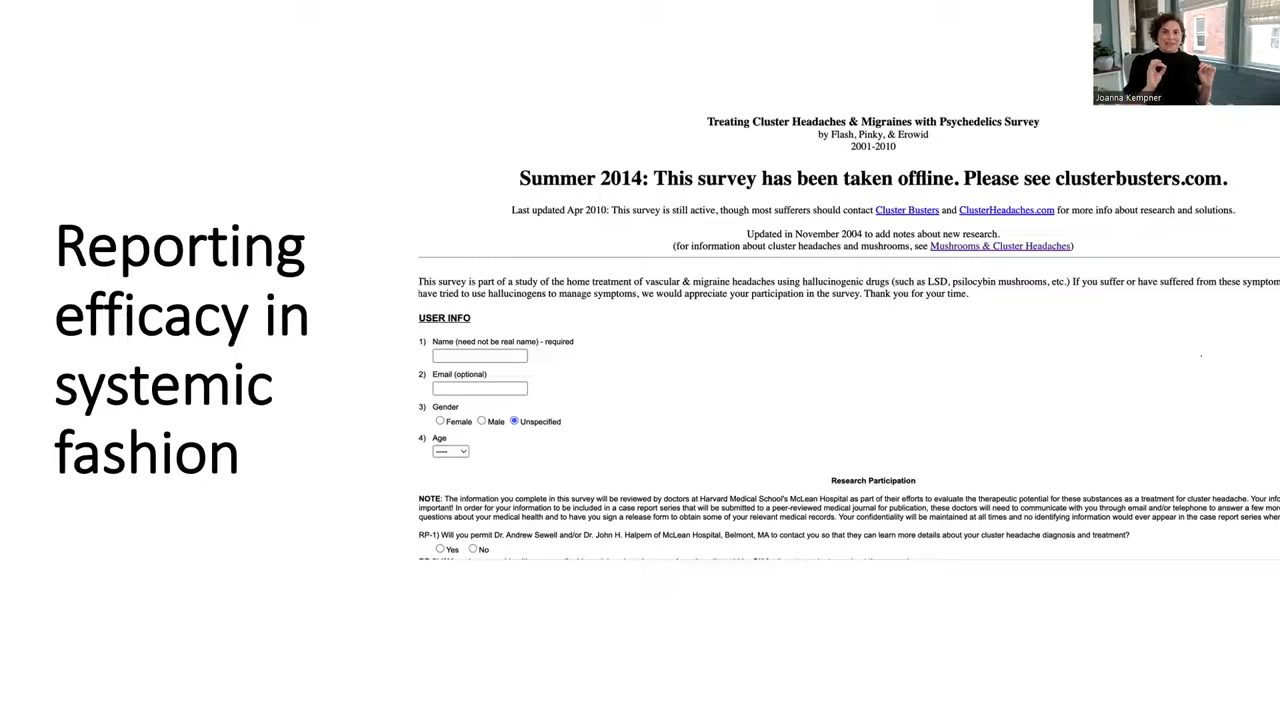 Joanna Kempner
Reporting
efficacy in
systemic
fashion
Treating Cluster Headaches & Migraines with Psychedelics Survey
by Flash, Pinky, & Erowid
2001-2010
Summer 2014: This survey has been taken offline. Please see clusterbusters.com.
Last updated Apr 2010: This survey is still active, though most sufferers should contact Cluster Busters and ClusterHeadaches.com for more info about research and solutions.
Updated in November 2004 to add notes about new research.
(for information about cluster headaches and mushrooms, see Mushrooms & Cluster Headaches)
This survey is part of a study of the home treatment of vascular & migraine headaches using hallucinogenic drugs (such as LSD, psilocybin mushrooms, etc.) If you suffer or have suffered from these symptom
have tried to use hallucinogens to manage symptoms, we would appreciate your participation in the survey. Thank you for your time.
USER INFO
1) Name (need not be real name) - required
2) Email (optional)
3) Gender
Female Male Unspecified
4) Age
----
Research Participation
NOTE: The information you complete in this survey will be reviewed by doctors at Harvard Medical School's McLean Hospital as part of their efforts to evaluate the therapeutic potential for these substances as a treatment for cluster headache. Your info
important! In order for your information to be included in a case report series that will be submitted to a peer-reviewed medical journal for publication, these doctors will need to communicate with you through email and/or telephone to answer a few more
questions about your medical health and to have you sign a release form to obtain some of your relevant medical records. Your confidentiality will be maintained at all times and no identifying information would ever appear in the case report series when
RP-1) Will you permit Dr. Andrew Sewell and/or Dr. John H. Halpern of McLean Hospital, Belmont, MA to contact you so that they can learn more details about your cluster headache diagnosis and treatment?
Yes No